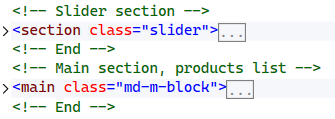 <!-- Slider section -->
<section class="slider">...
<!-- End -->
<!-- Main section, products list -->
<main class="md-m-block">...
<!-- End -->